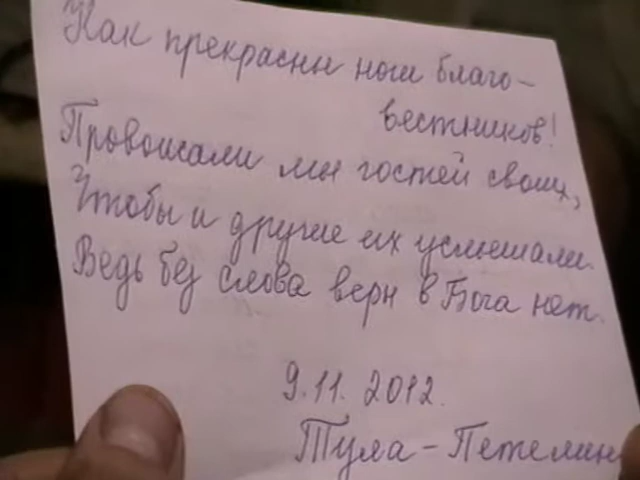 Как прекрасны ноги благо-
вестников!
Провожали мы гостей своих,
Чтобы и другие их услышали.
Ведь без слова веры в Бога нет.
9.11.2012.
Тула - Петелин